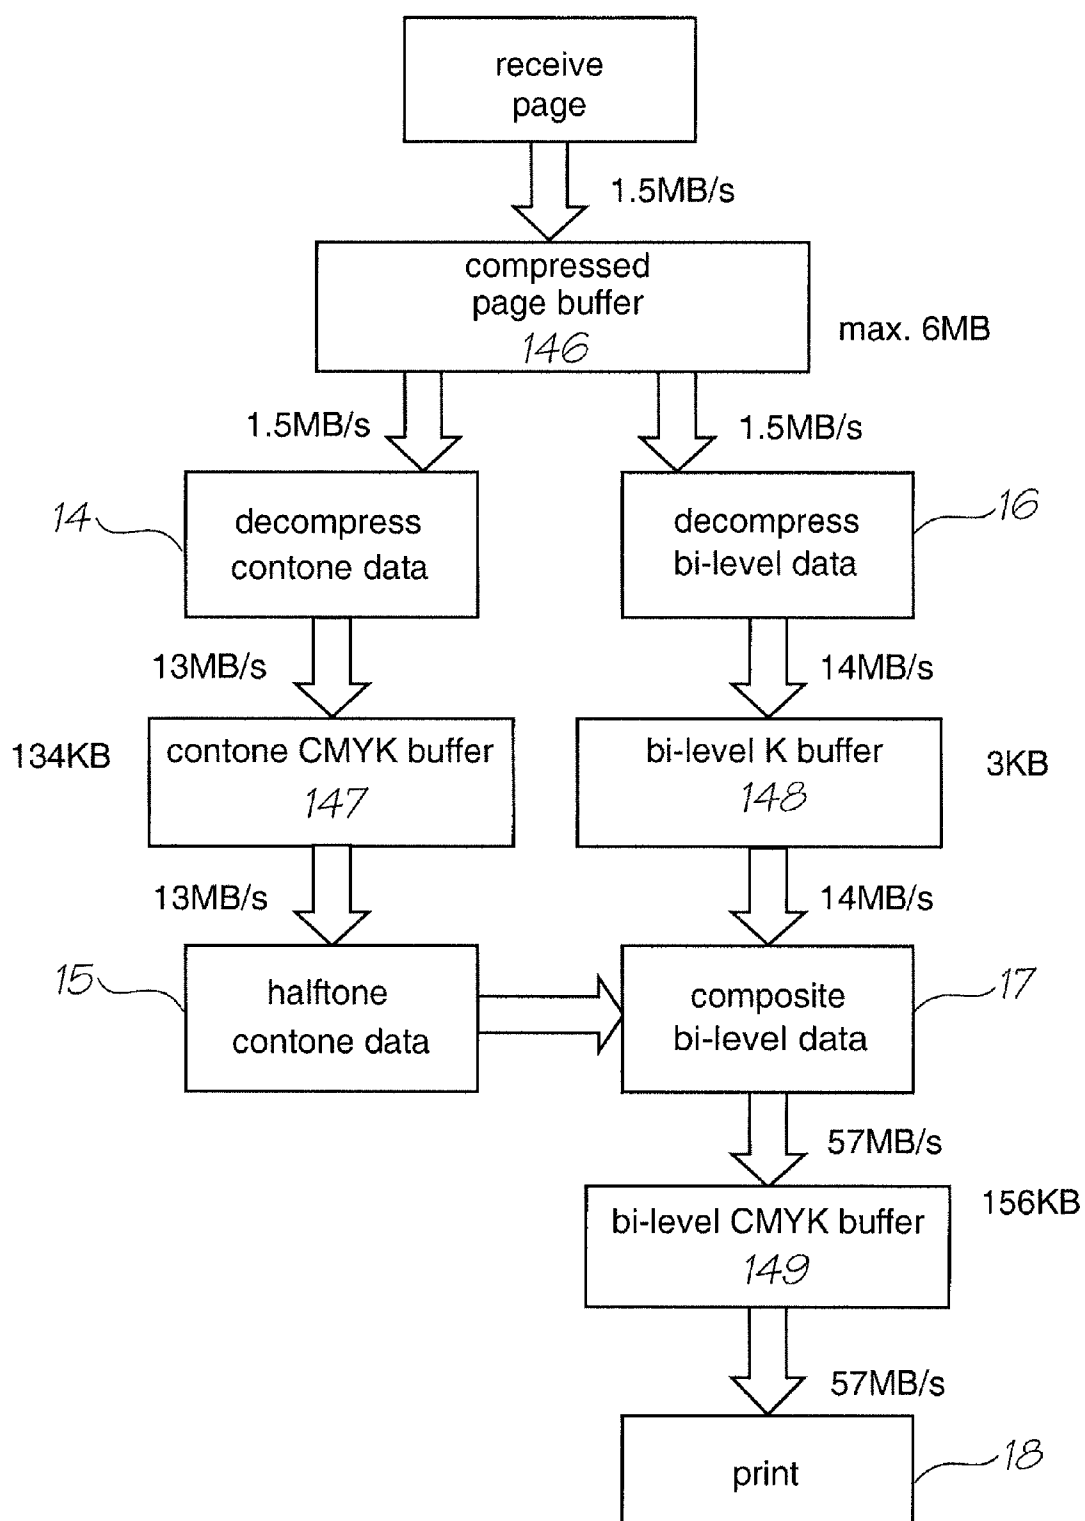 receive
page
1.5MB/s
compressed
page buffer
146
max. 6MB
1.5MB/s
1.5MB/s
14
decompress
contone data
decompress
bi-level data
16
13MB/s
14MB/s
134KB
contone CMYK buffer
147
bi-level K buffer
148
3KB
13MB/s
14MB/s
15
halftone
contone data
composite
bi-level data
17
57MB/s
bi-level CMYK buffer
149
156KB
57MB/s
print
18